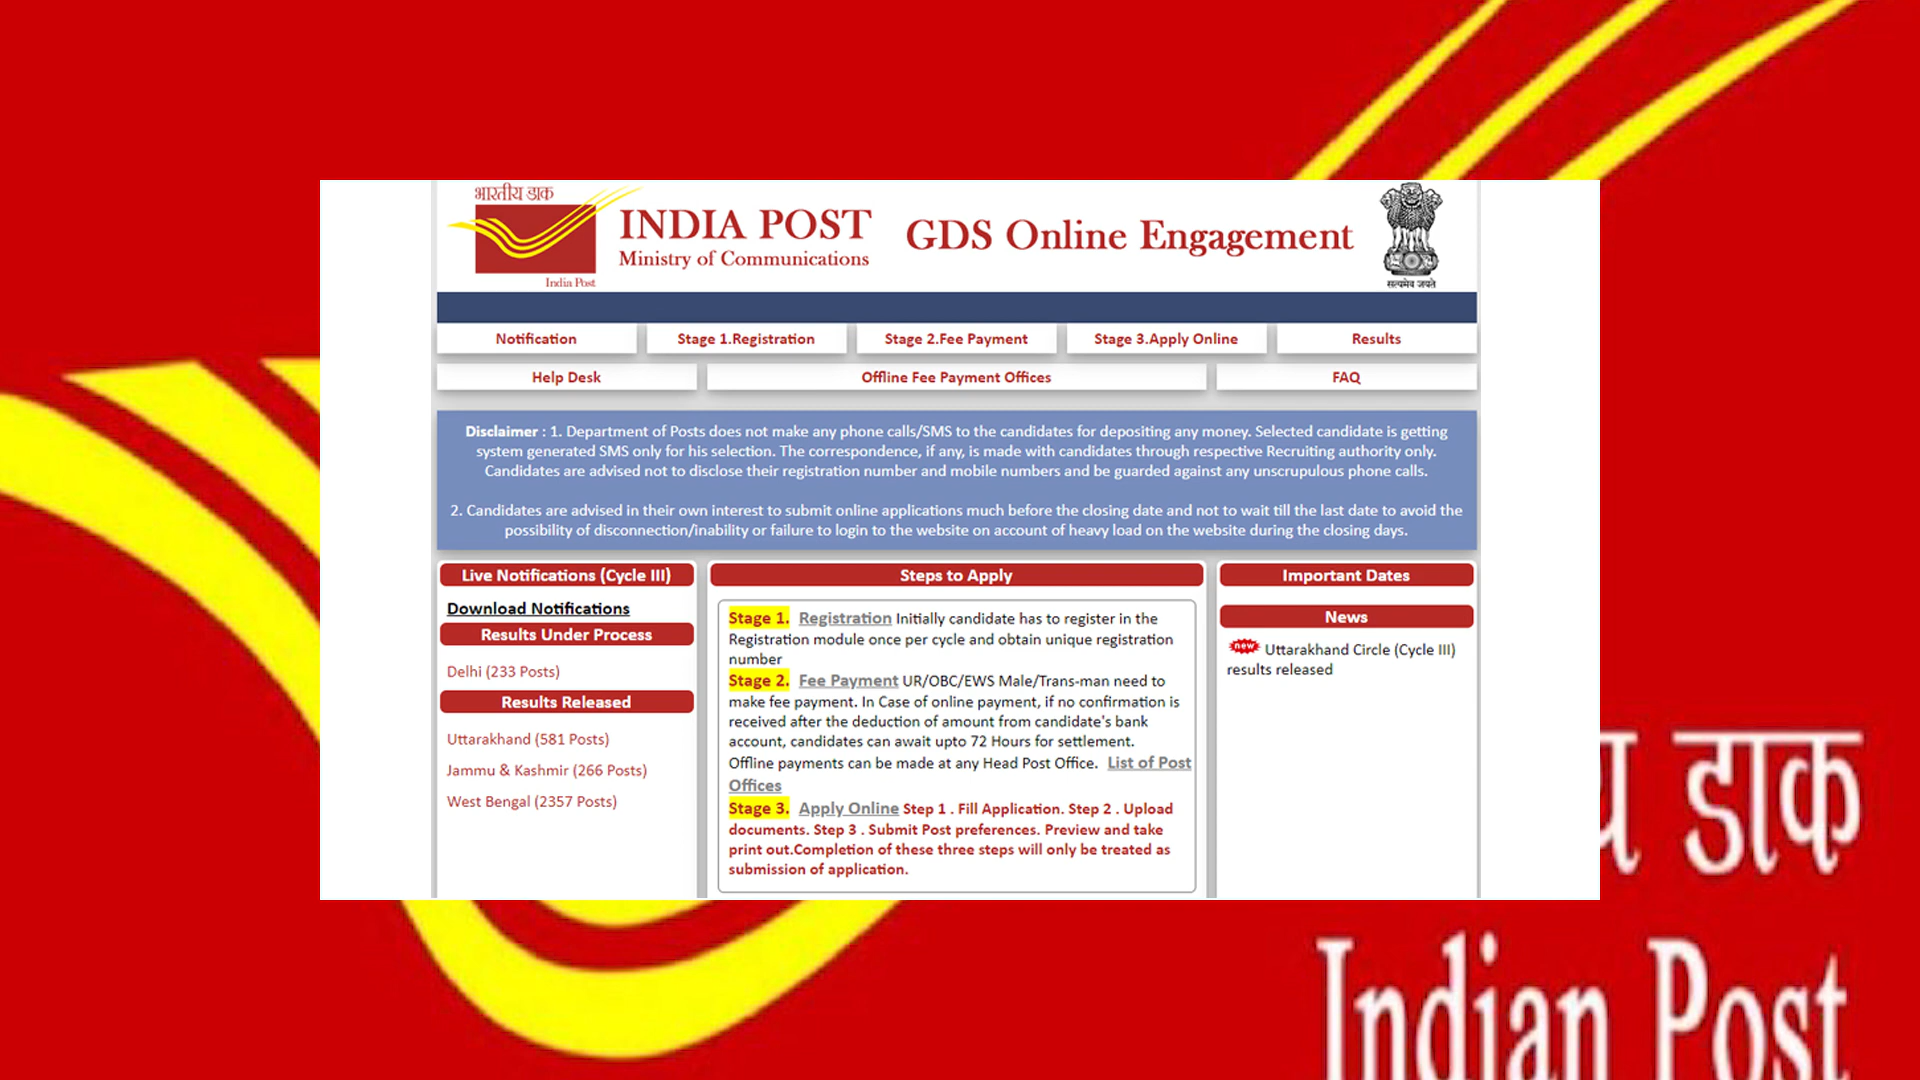 भारतीय डाक
India Post
INDIA POST
Ministry of Communications
GDS Online Engagement
सत्यमेव जयते
Notification
Stage 1.Registration
Stage 2.Fee Payment
Stage 3.Apply Online
Results
Help Desk
Offline Fee Payment Offices
FAQ
Disclaimer : 1. Department of Posts does not make any phone calls/SMS to the candidates for depositing any money. Selected candidate is getting
system generated SMS only for his selection. The correspondence, if any, is made with candidates through respective Recruiting authority only.
Candidates are advised not to disclose their registration number and mobile numbers and be guarded against any unscrupulous phone calls.
2. Candidates are advised in their own interest to submit online applications much before the closing date and not to wait till the last date to avoid the
possibility of disconnection/inability or failure to login to the website on account of heavy load on the website during the closing days.
Live Notifications (Cycle III)
Download Notifications
Results Under Process
Delhi (233 Posts)
Results Released
Uttarakhand (581 Posts)
Jammu & Kashmir (266 Posts)
West Bengal (2357 Posts)
Steps to Apply
Stage 1. Registration Initially candidate has to register in the
Registration module once per cycle and obtain unique registration
number
Stage 2. Fee Payment UR/OBC/EWS Male/Trans-man need to
make fee payment. In Case of online payment, if no confirmation is
received after the deduction of amount from candidate's bank
account, candidates can await upto 72 Hours for settlement.
Offline payments can be made at any Head Post Office. List of Post
Offices
Stage 3. Apply Online Step 1 . Fill Application. Step 2 . Upload
documents. Step 3 . Submit Post preferences. Preview and take
print out.Completion of these three steps will only be treated as
submission of application.
Important Dates
News
new Uttarakhand Circle (Cycle III)
results released
डाक
Indian Post